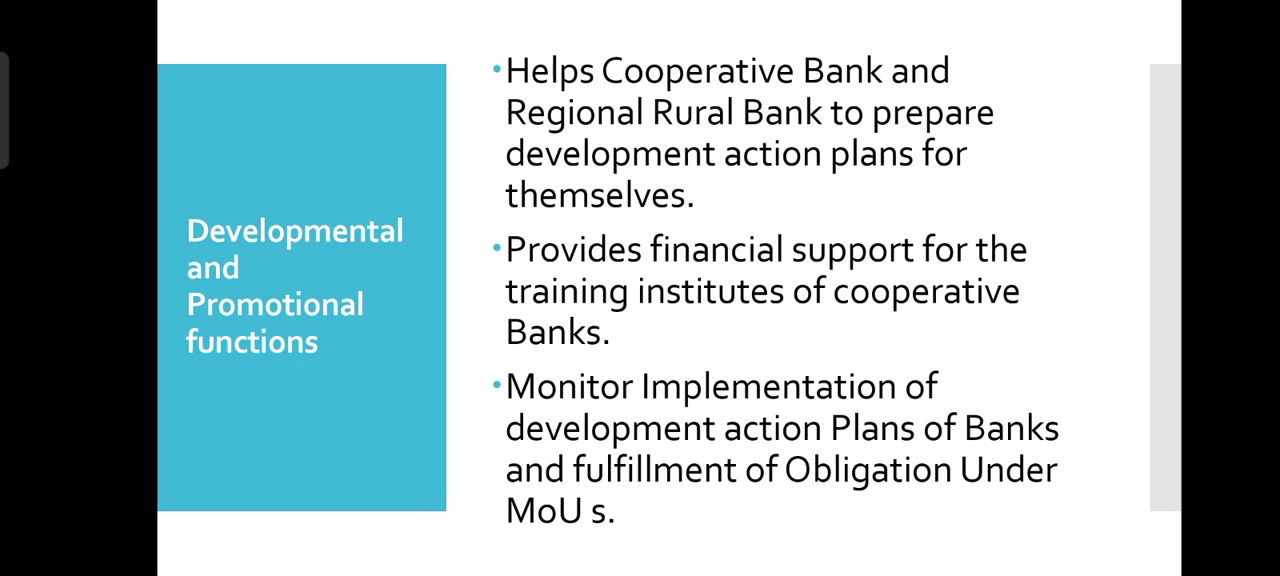 Developmental
and
Promotional
functions
•Helps Cooperative Bank and
Regional Rural Bank to prepare
development action plans for
themselves.
•Provides financial support for the
training institutes of cooperative
Banks.
•Monitor Implementation of
development action Plans of Banks
and fulfillment of Obligation Under
MoU s.